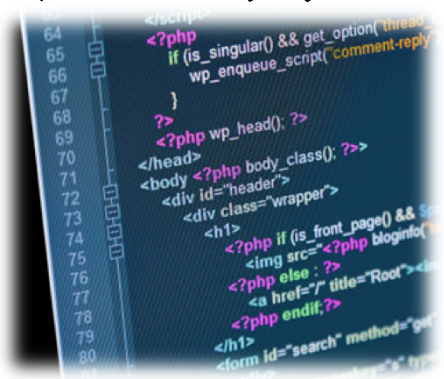 </script>
64 <?php
65 if (is_singular() && get_option("thread_
66 wp_enqueue_script("comment-reply")
67 }
68 ?>
69 <?php wp_head(); ?>
70 </head>
71 <body <?php body_class(); ?>>
72 <div id="header">
73 <div class="wrapper">
74 <h1>
75 <?php if (is_front_page() &&
76 <img src="<?php bloginfo("
77 <?php else : ?>
78 <a href="/" title="Root"><im
79 <?php endif;?>
80 </h1>
<form id="search" method="get"
="s"